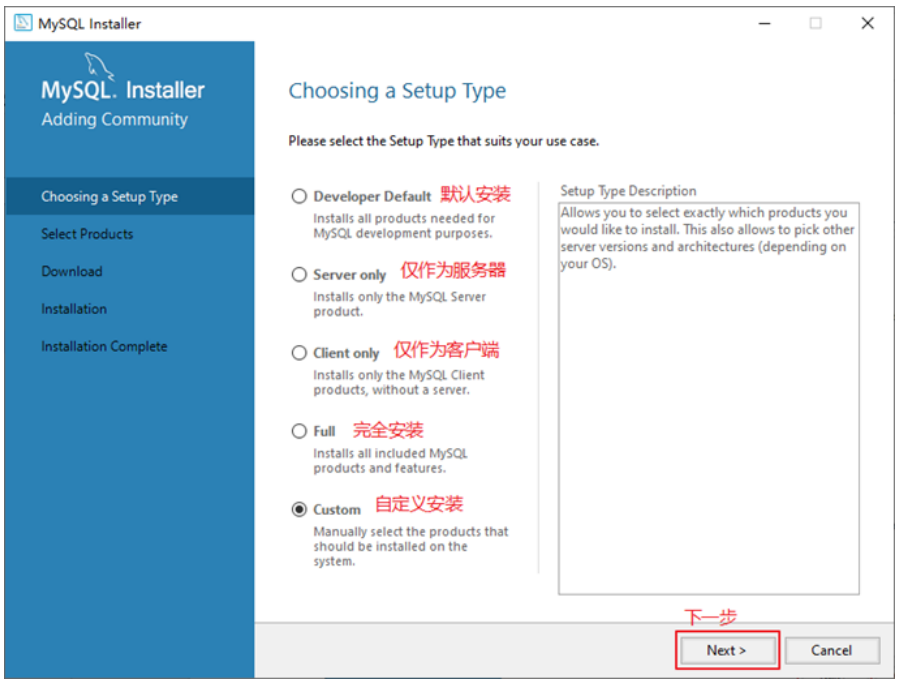 MySQL Installer
MySQL. Installer
Adding Community
Choosing a Setup Type
Select Products
Download
Installation
Installation Complete
Choosing a Setup Type
Please select the Setup Type that suits your use case.
Developer Default 默认安装
Installs all products needed for
MySQL development purposes.
Server only 仅作为服务器
Installs only the MySQL Server
product.
Client only 仅作为客户端
Installs only the MySQL Client
products, without a server.
Full 完全安装
Installs all included MySQL
products and features.
Custom 自定义安装
Manually select the products that
should be installed on the
system.
Setup Type Description
Allows you to select exactly which products you
would like to install. This also allows to pick other
server versions and architectures (depending on
your OS).
下一步
Next >
Cancel